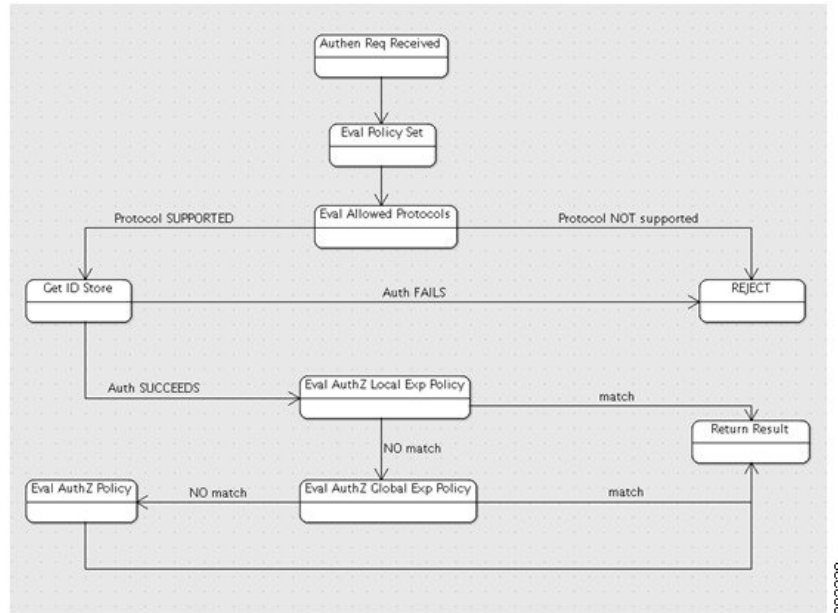 Authen Req Received
Eval Policy Set
Eval Allowed Protocols
Protocol SUPPORTED
Protocol NOT supported
Get ID Store
Auth FAILS
REJECT
Auth SUCCEEDS
Eval AuthZ Local Exp Policy
match
Return Result
NO match
Eval AuthZ Policy
NO match
Eval AuthZ Global Exp Policy
match